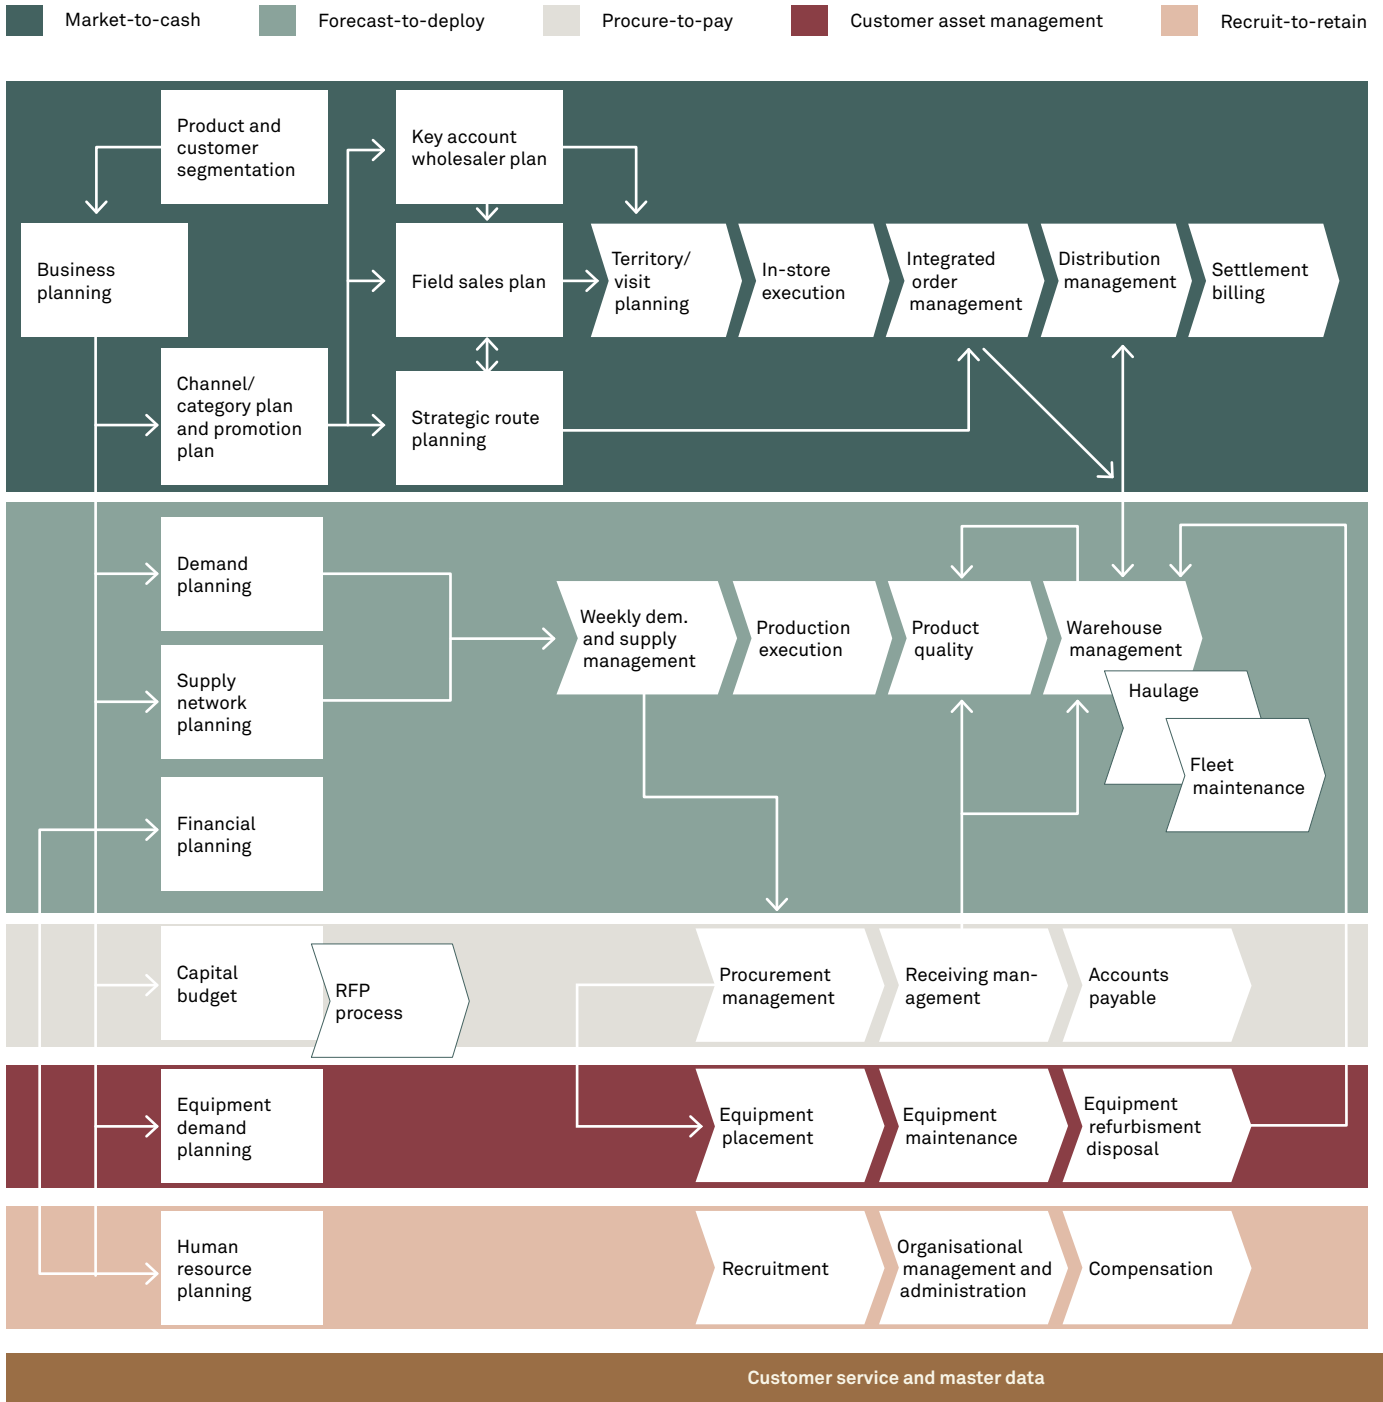 Market-to-cash
Forecast-to-deploy
Procure-to-pay
Customer asset management
Recruit-to-retain
Product and
customer
segmentation
Key account
wholesaler plan
Business
planning
Field sales plan
Territory/
visit
planning
In-store
execution
Integrated
order
management
Distribution
management
Settlement
billing
Channel/
category plan
and promotion
plan
Strategic route
planning
Demand
planning
Supply
network
planning
Weekly dem.
and supply
management
Production
execution
Product
quality
Warehouse
management
Haulage
Fleet
maintenance
Financial
planning
Capital
budget
RFP
process
Procurement
management
Receiving man-
agement
Accounts
payable
Equipment
demand
planning
Equipment
placement
Equipment
maintenance
Equipment
refurbisment
disposal
Human
resource
planning
Recruitment
Organisational
management and
administration
Compensation
Customer service and master data